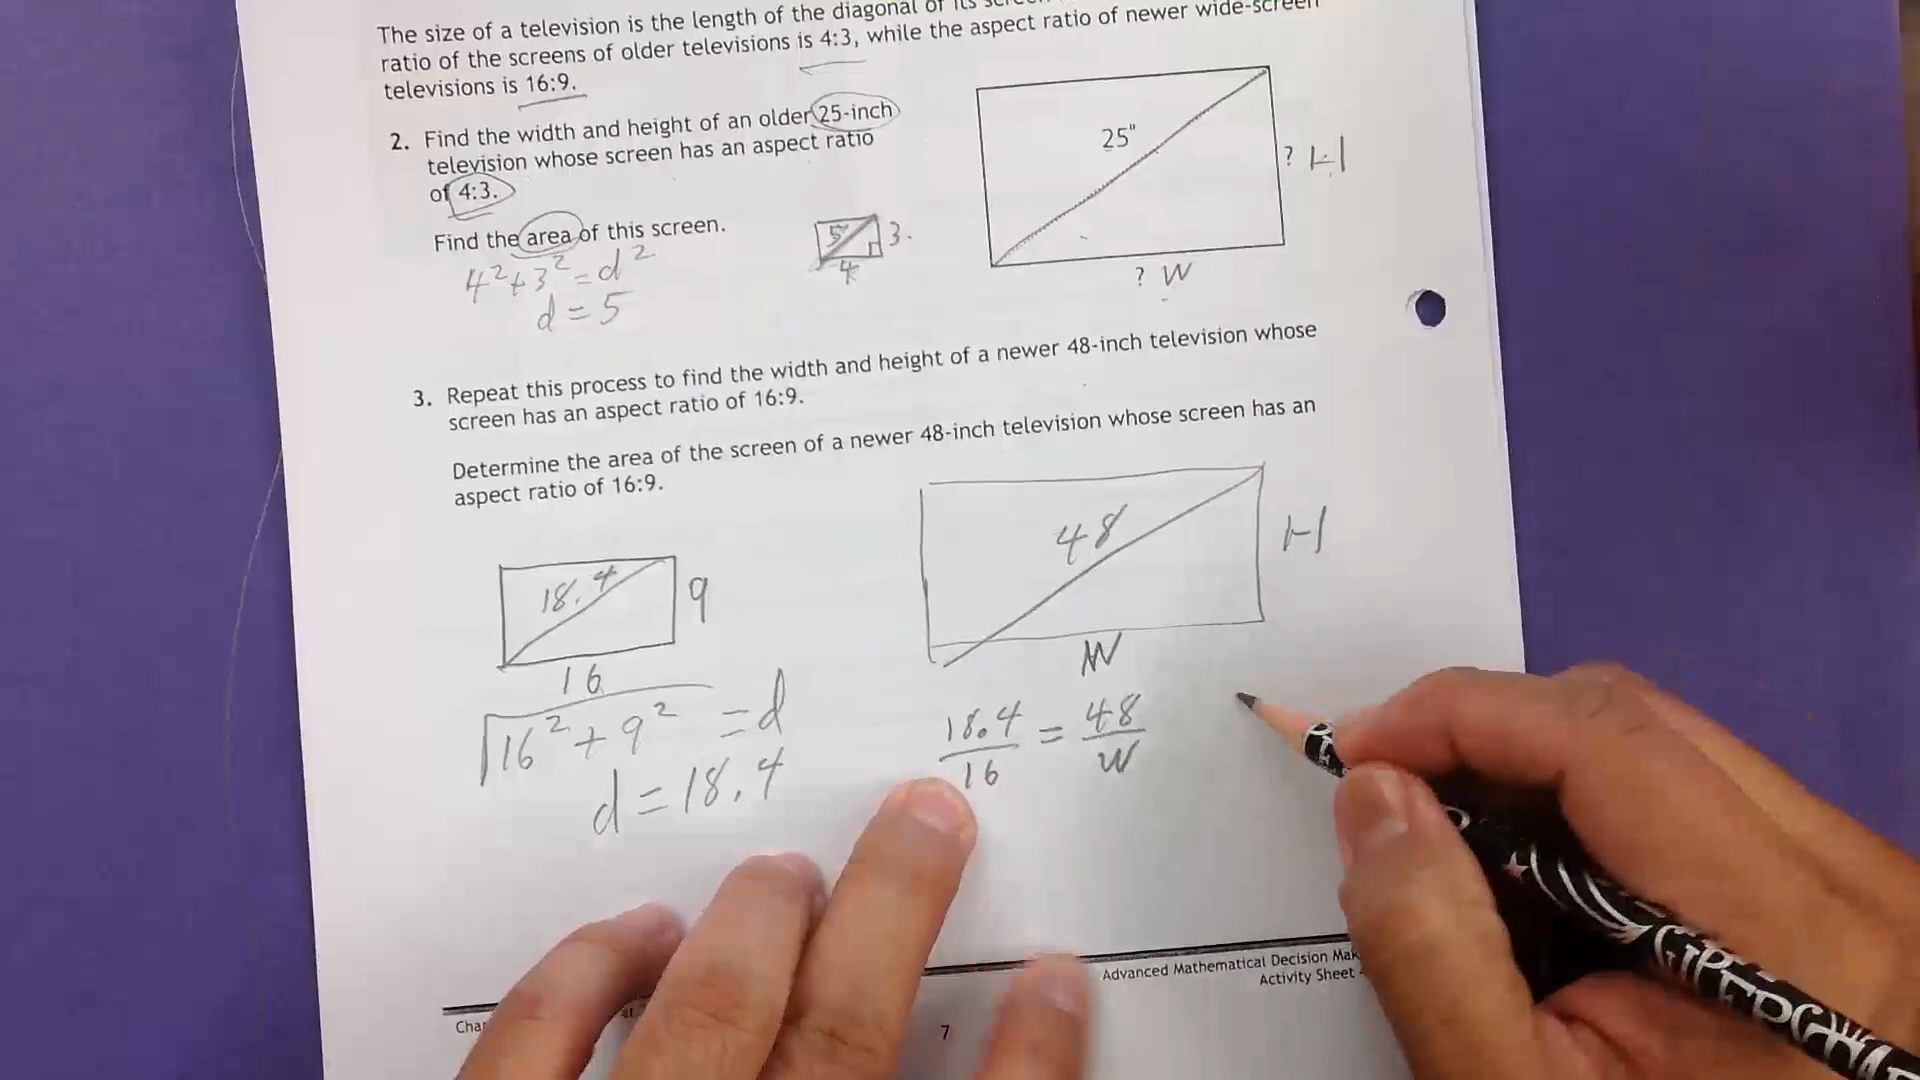 The size of a television is the length of the diagonal of its
ratio of the screens of older televisions is 4:3, while the aspect ratio of newer wide-screen
televisions is 16:9.
2. Find the width and height of an older 25-inch
television whose screen has an aspect ratio
of 4:3.
Find the area of this screen.
4²+3²=d²
d=5
5
3.
4
25"
? H
? W
3. Repeat this process to find the width and height of a newer 48-inch television whose
screen has an aspect ratio of 16:9.
Determine the area of the screen of a newer 48-inch television whose screen has an
aspect ratio of 16:9.
18.4
9
16
√16²+9² =d
d=18.4
48
H
W
18.4/16 = 48/W
Advanced Mathematical Decision
Activity Sheet
7